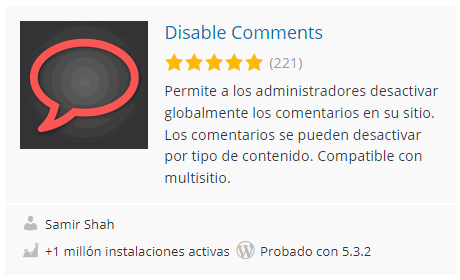 Disable Comments
(221)
Permite a los administradores desactivar
globalmente los comentarios en su sitio.
Los comentarios se pueden desactivar
por tipo de contenido. Compatible con
multisitio.
Samir Shah
+1 millón instalaciones activas Probado con 5.3.2